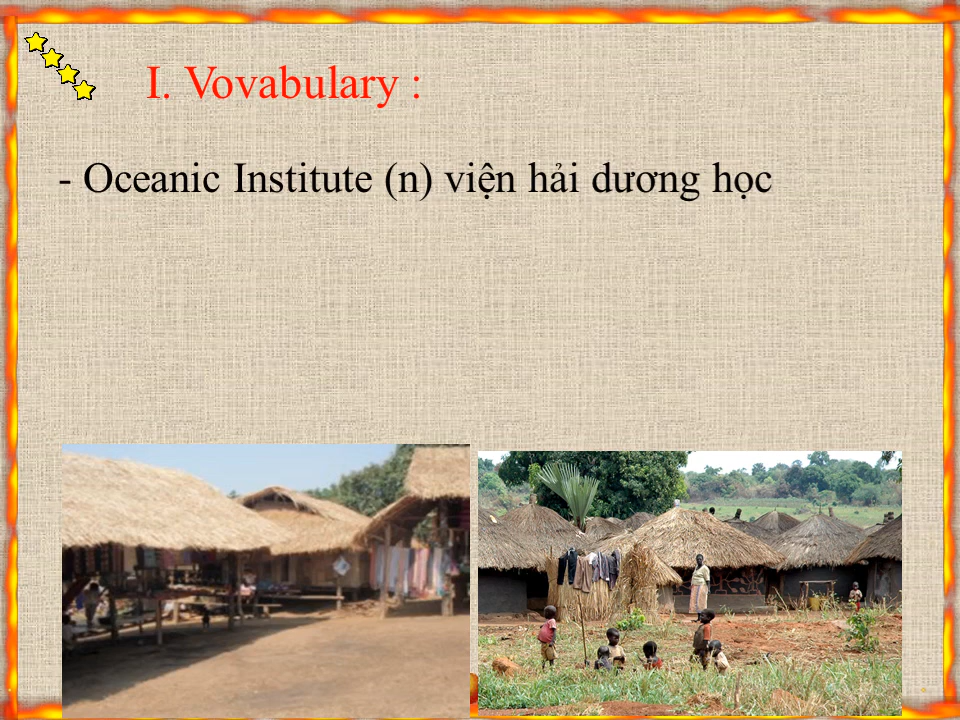 I. Vovabulary :
- Oceanic Institute (n) viện hải dương học